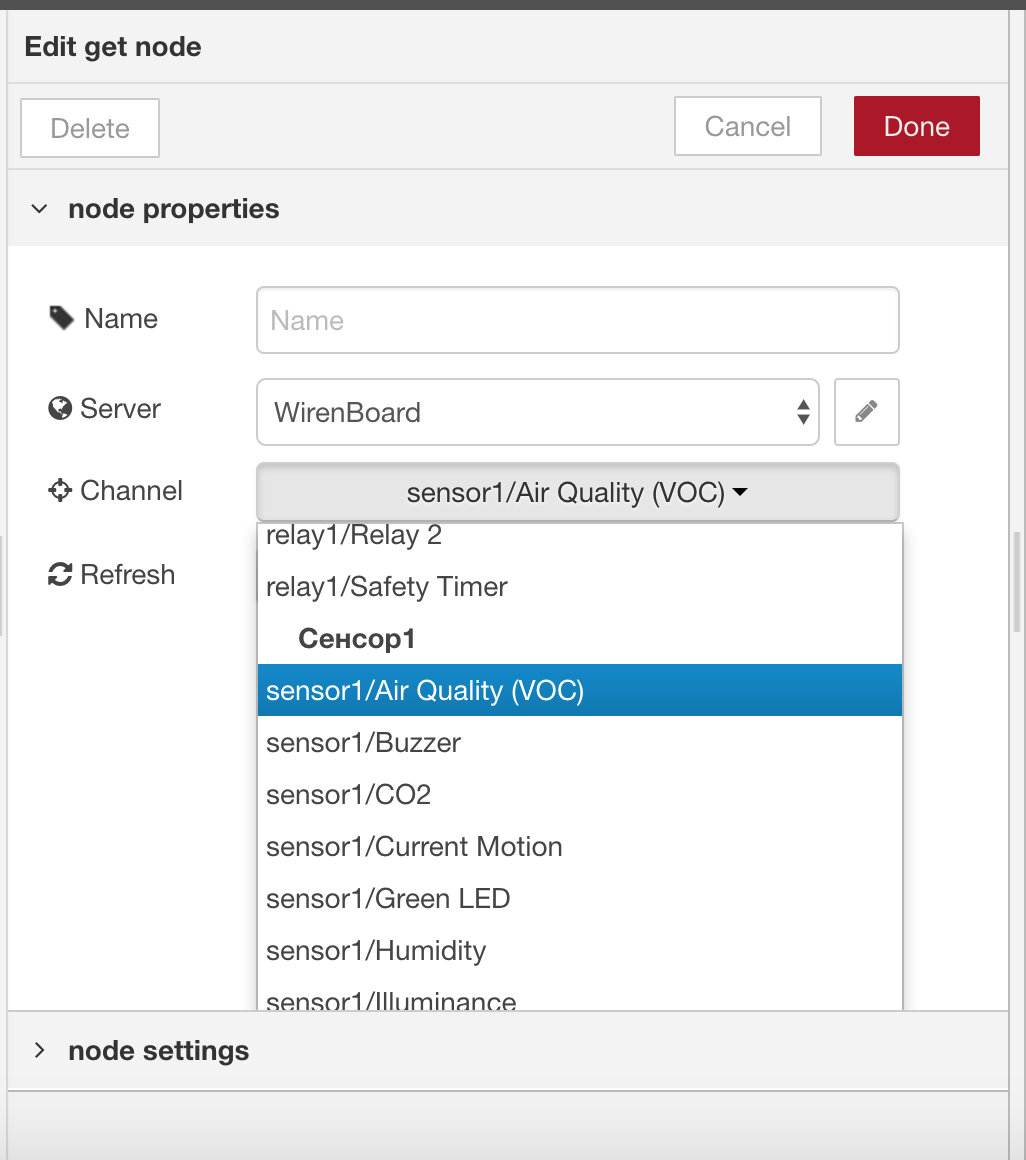 Edit get node
Delete
Cancel
Done
node properties
Name
Name
Server
WirenBoard
Channel
sensor1/Air Quality (VOC)
Refresh
relay1/Relay 2
relay1/Safety Timer
Сенсор1
sensor1/Air Quality (VOC)
sensor1/Buzzer
sensor1/CO2
sensor1/Current Motion
sensor1/Green LED
sensor1/Humidity
sensor1/Illuminance
node settings